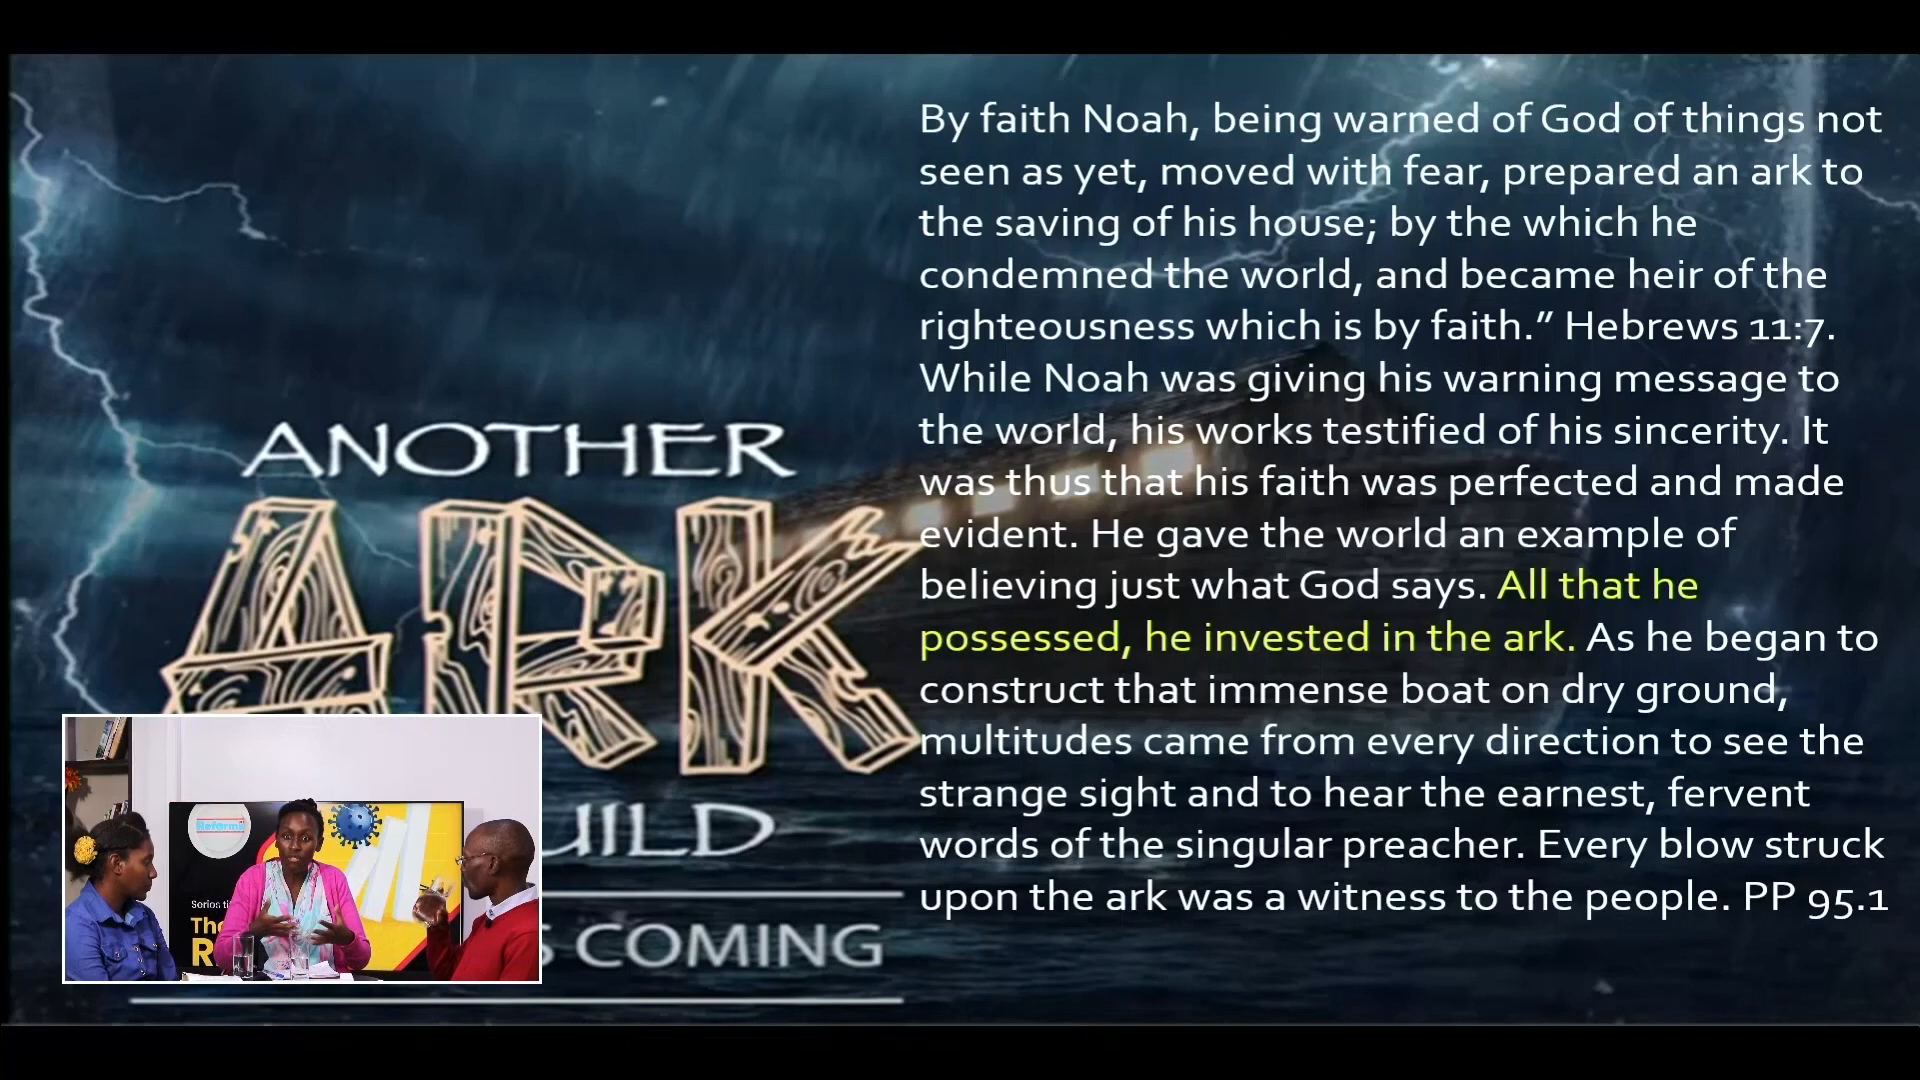 By faith Noah, being warned of God of things not
seen as yet, moved with fear, prepared an ark to
the saving of his house; by the which he
condemned the world, and became heir of the
righteousness which is by faith.” Hebrews 11:7.
While Noah was giving his warning message to
the world, his works testified of his sincerity. It
was thus that his faith was perfected and made
evident. He gave the world an example of
believing just what God says. All that he
possessed, he invested in the ark. As he began to
construct that immense boat on dry ground,
multitudes came from every direction to see the
strange sight and to hear the earnest, fervent
words of the singular preacher. Every blow struck
upon the ark was a witness to the people. PP 95.1
ANOTHER
ARK
UILD
S COMING
Reforms
Series ti
The
R